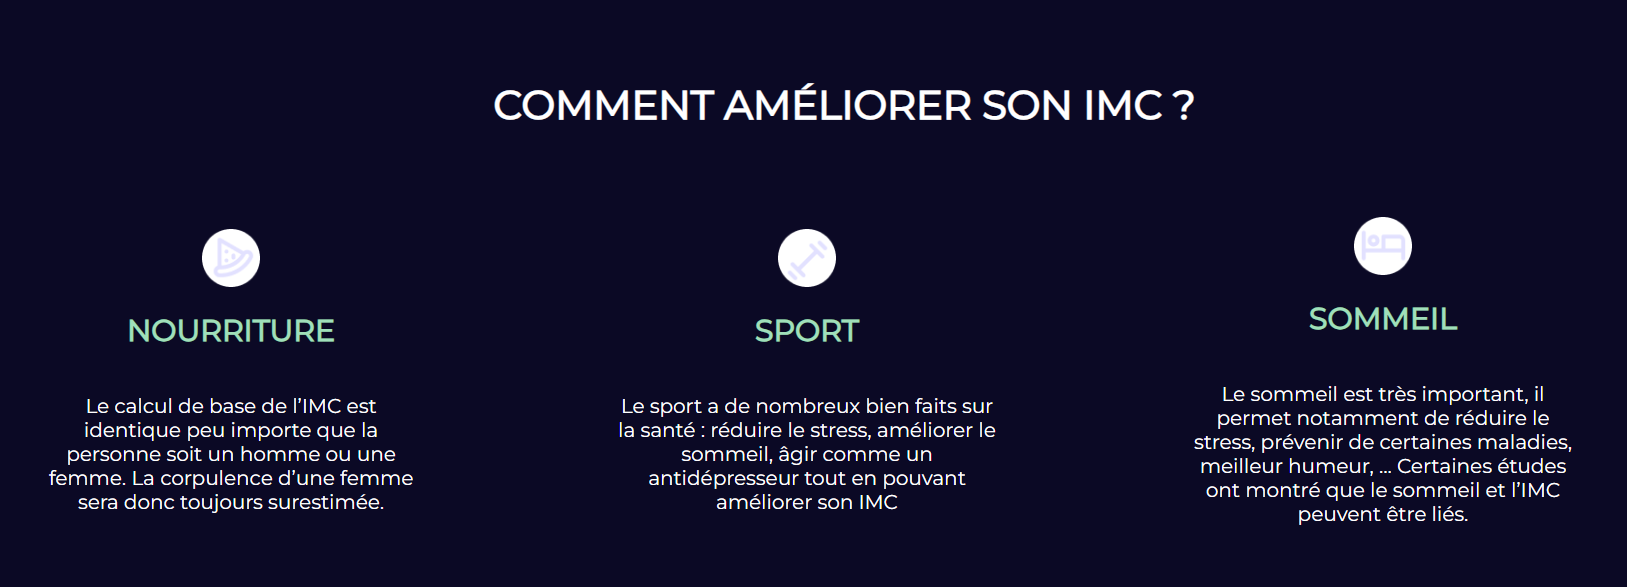 COMMENT AMÉLIORER SON IMC ?
NOURRITURE
Le calcul de base de l'IMC est
identique peu importe que la
personne soit un homme ou une
femme. La corpulence d'une femme
sera donc toujours surestimée.
SPORT
Le sport a de nombreux bien faits sur
la santé : réduire le stress, améliorer le
sommeil, âgir comme un
antidépresseur tout en pouvant
améliorer son IMC
SOMMEIL
Le sommeil est très important, il
permet notamment de réduire le
stress, prévenir de certaines maladies,
meilleur humeur, ... Certaines études
ont montré que le sommeil et l'IMC
peuvent être liés.